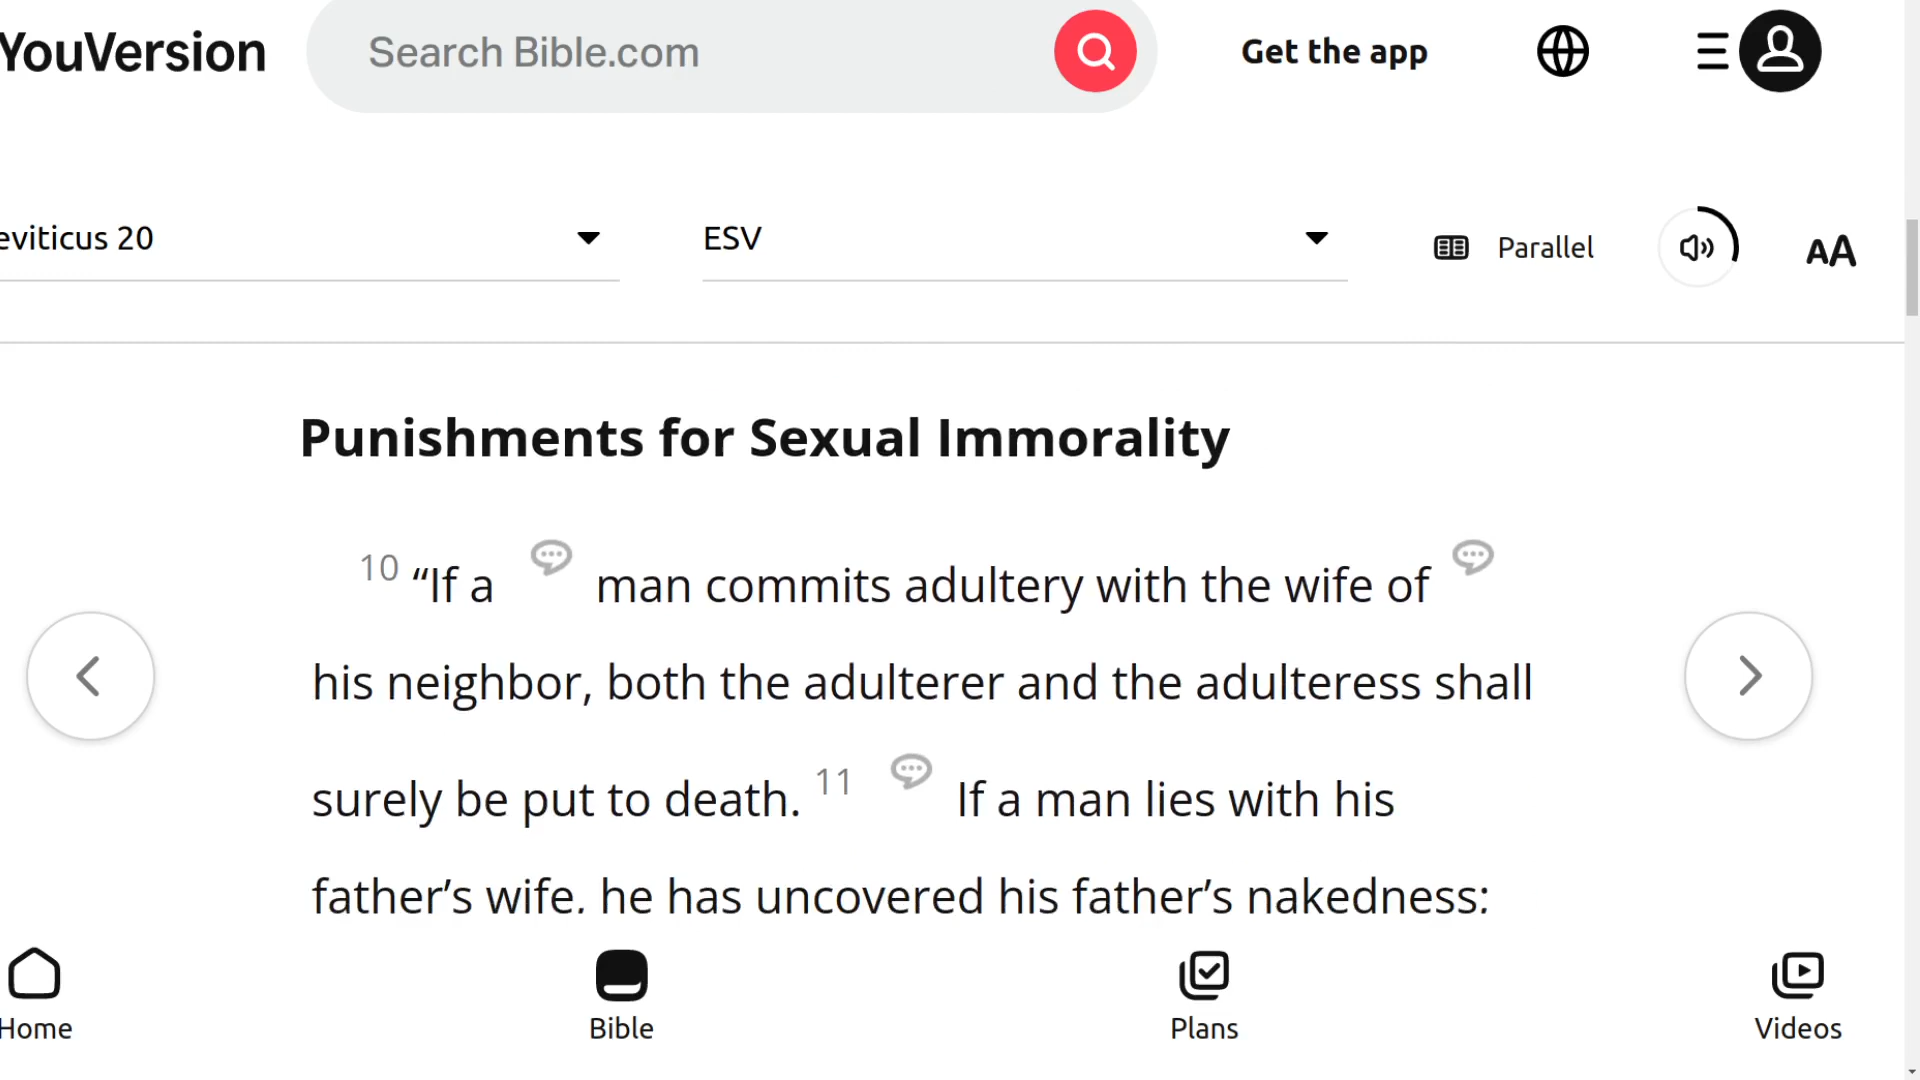 YouVersion Search Bible.com Get the app
eviticus 20 ESV Parallel AA
Punishments for Sexual Immorality
10 “If a man commits adultery with the wife of
his neighbor, both the adulterer and the adulteress shall
surely be put to death. 11 If a man lies with his
father’s wife, he has uncovered his father’s nakedness;
Home Bible Plans Videos